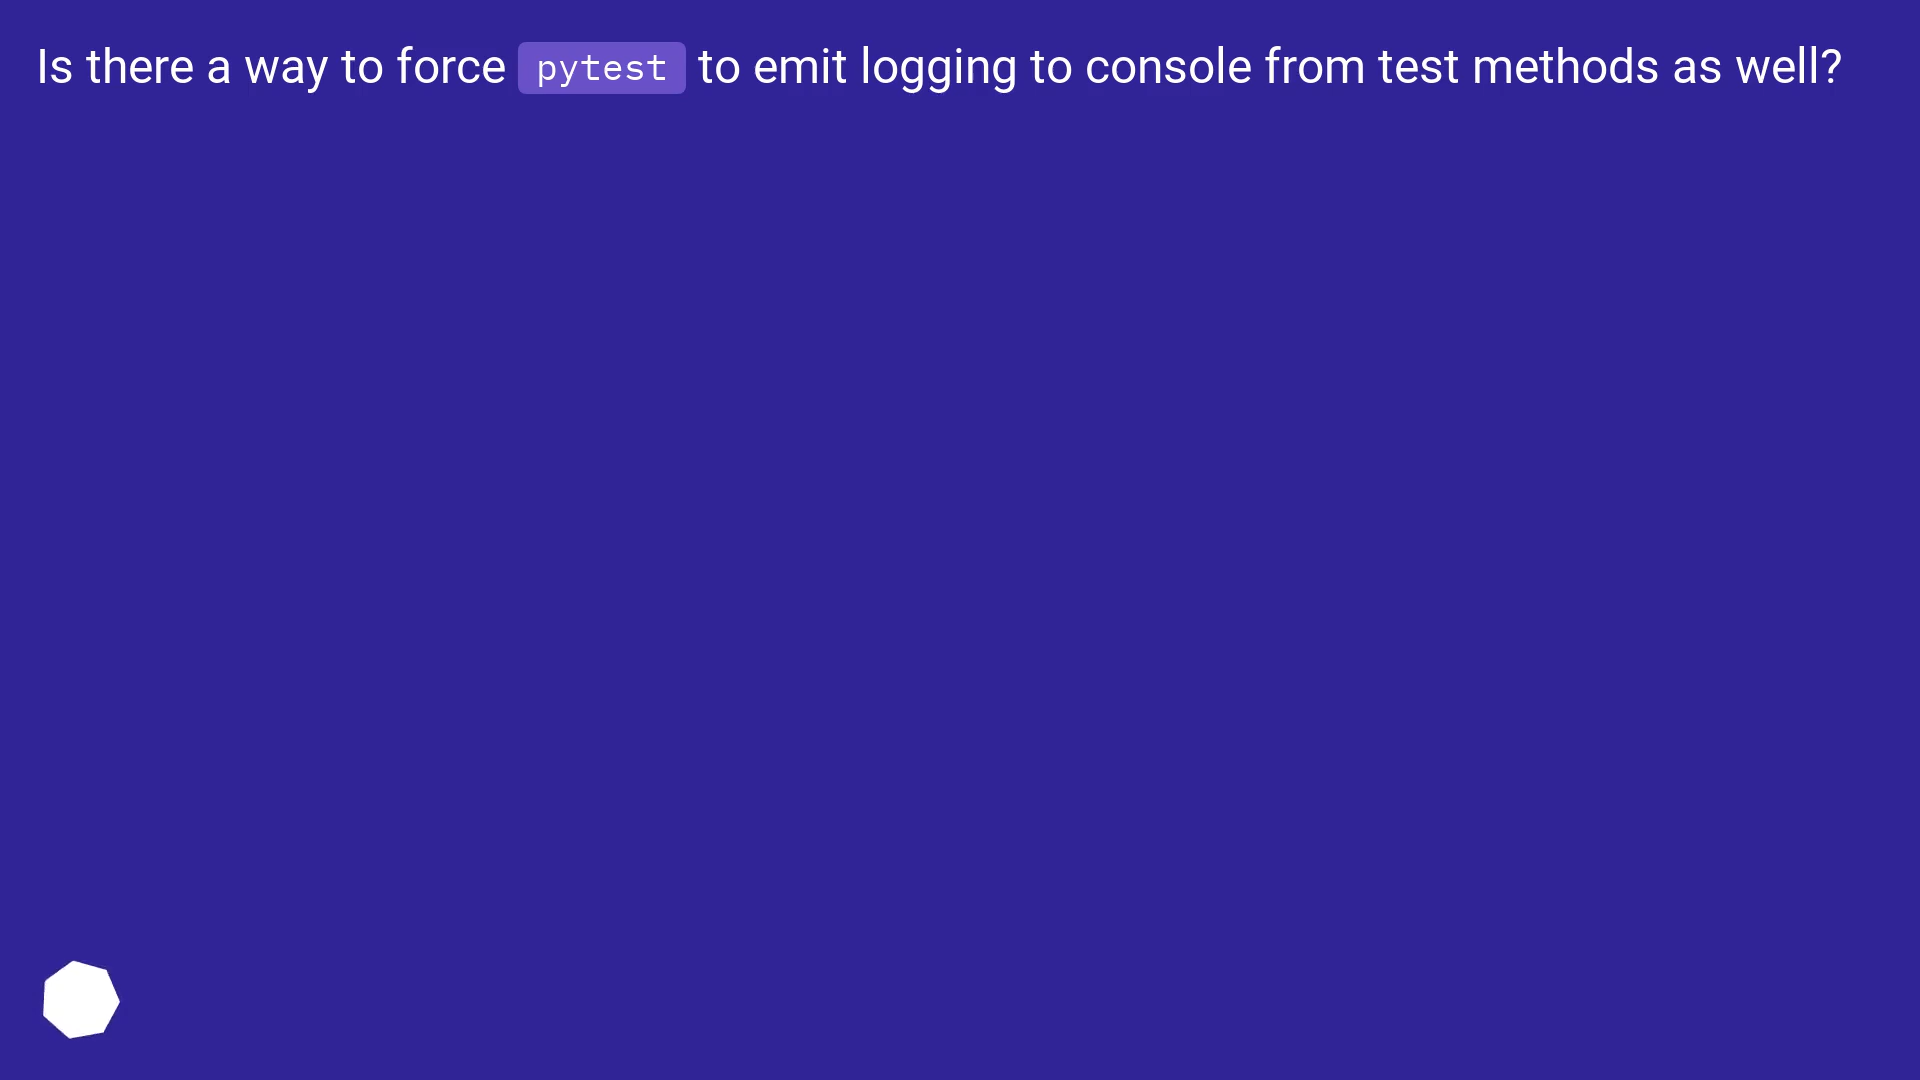 Is there a way to force pytest to emit logging to console from test methods as well?